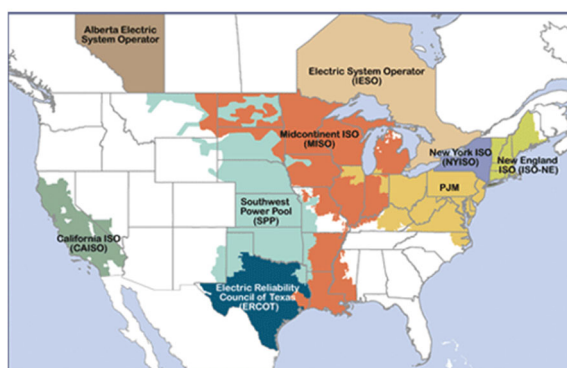 Alberta Electric
System Operator
Electric System Operator
(IESO)
Midcontinent ISO
(MISO)
New York ISO
(NYISO)
New England
ISO (ISO-NE)
PJM
Southwest
Power Pool
(SPP)
California ISO
(CAISO)
Electric Reliability
Council of Texas
(ERCOT)